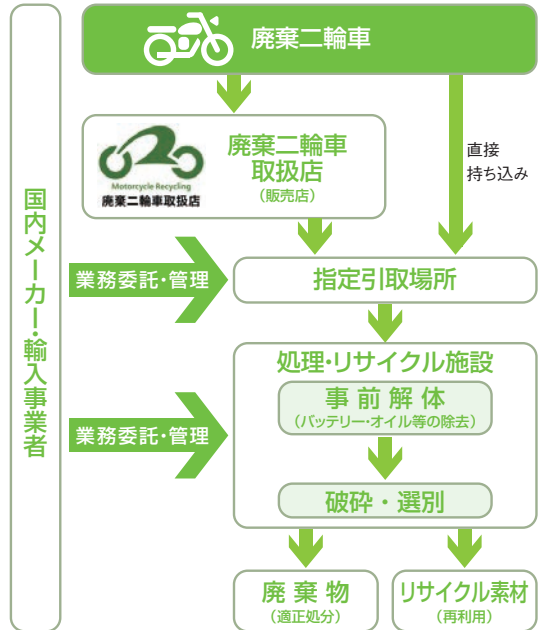 廃棄二輪車
廃棄二輪車
取扱店
(販売店)
Motorcycle Recycling
廃棄二輪車取扱店
直接
持ち込み
国内メーカー・輸入事業者
業務委託・管理
指定引取場所
処理・リサイクル施設
事前解体
(バッテリー・オイル等の除去)
業務委託・管理
破砕・選別
廃棄物
(適正処分)
リサイクル素材
(再利用)